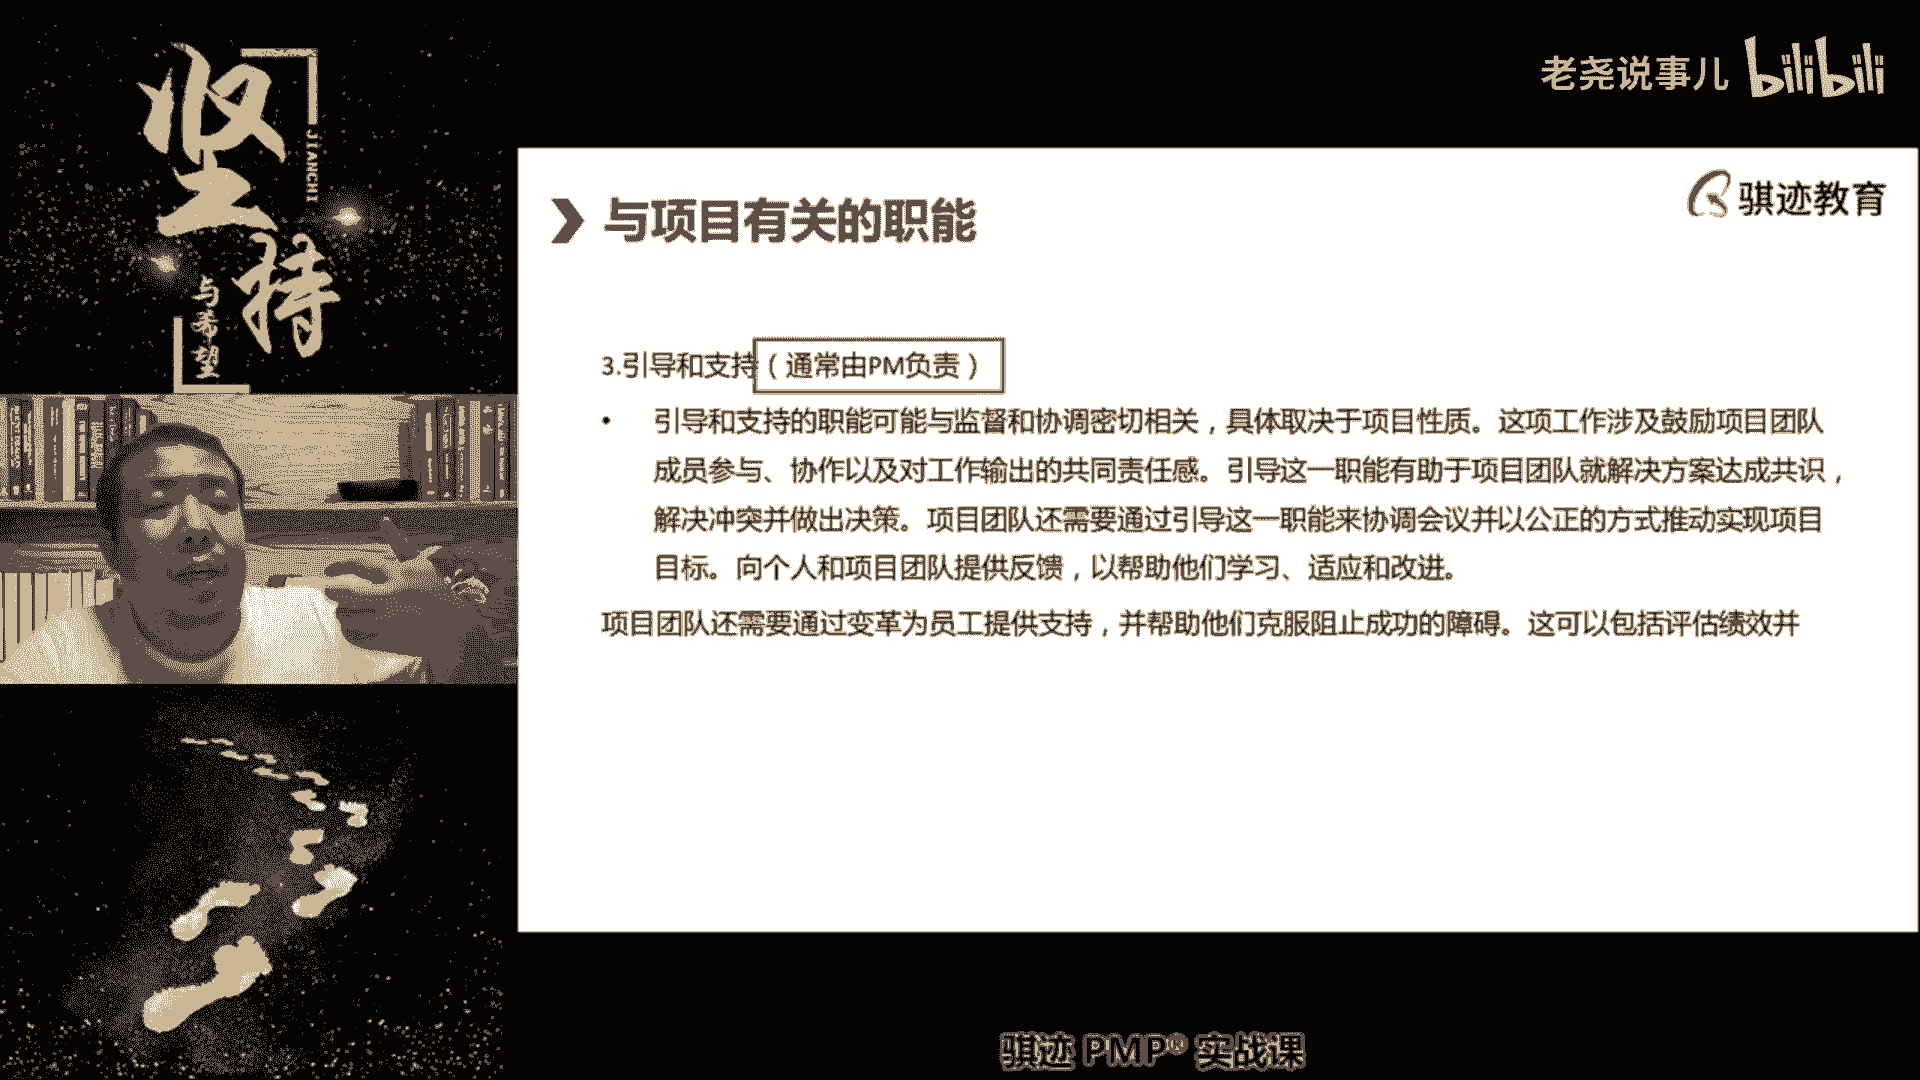 坚持
JIANCHI
与希望
老尧说事儿 bilibili
骐迹教育
与项目有关的职能
3.引导和支持（通常由PM负责）
• 引导和支持的职能可能与监督和协调密切相关，具体取决于项目性质。这项工作涉及鼓励项目团队
成员参与、协作以及对工作输出的共同责任感。引导这一职能有助于项目团队就解决方案达成共识，
解决冲突并做出决策。项目团队还需要通过引导这一职能来协调会议并以公正的方式推动实现项目
目标。向个人和项目团队提供反馈，以帮助他们学习、适应和改进。
项目团队还需要通过变革为员工提供支持，并帮助他们克服阻止成功的障碍。这可以包括评估绩效并
骐迹 PMP® 实战课